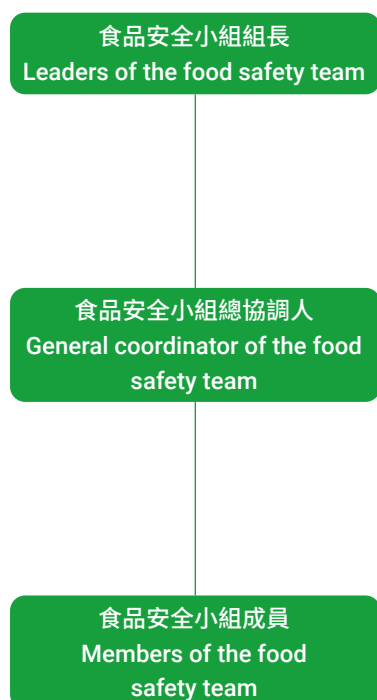 食品安全小組組長
Leaders of the food safety team
食品安全小組總協調人
General coordinator of the food
safety team
食品安全小組成員
Members of the food
safety team